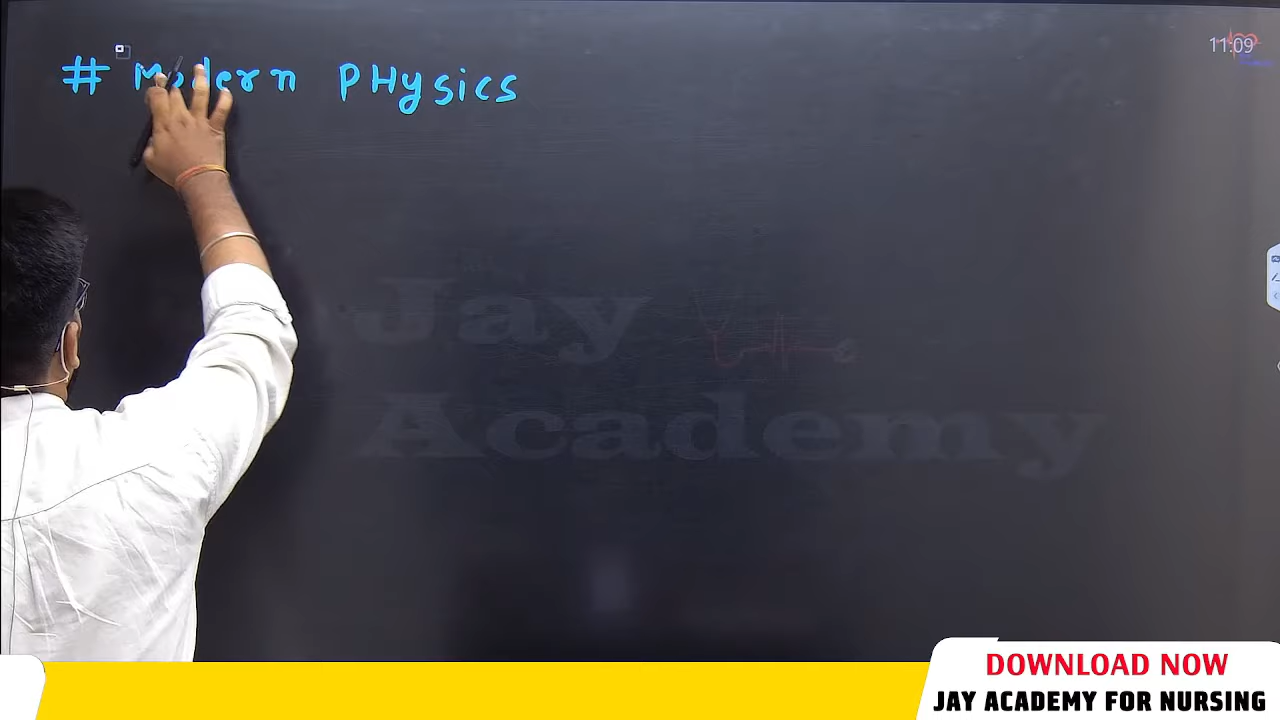 # Modern PHysics
11:09
Jay
Academy
DOWNLOAD NOW
JAY ACADEMY FOR NURSING